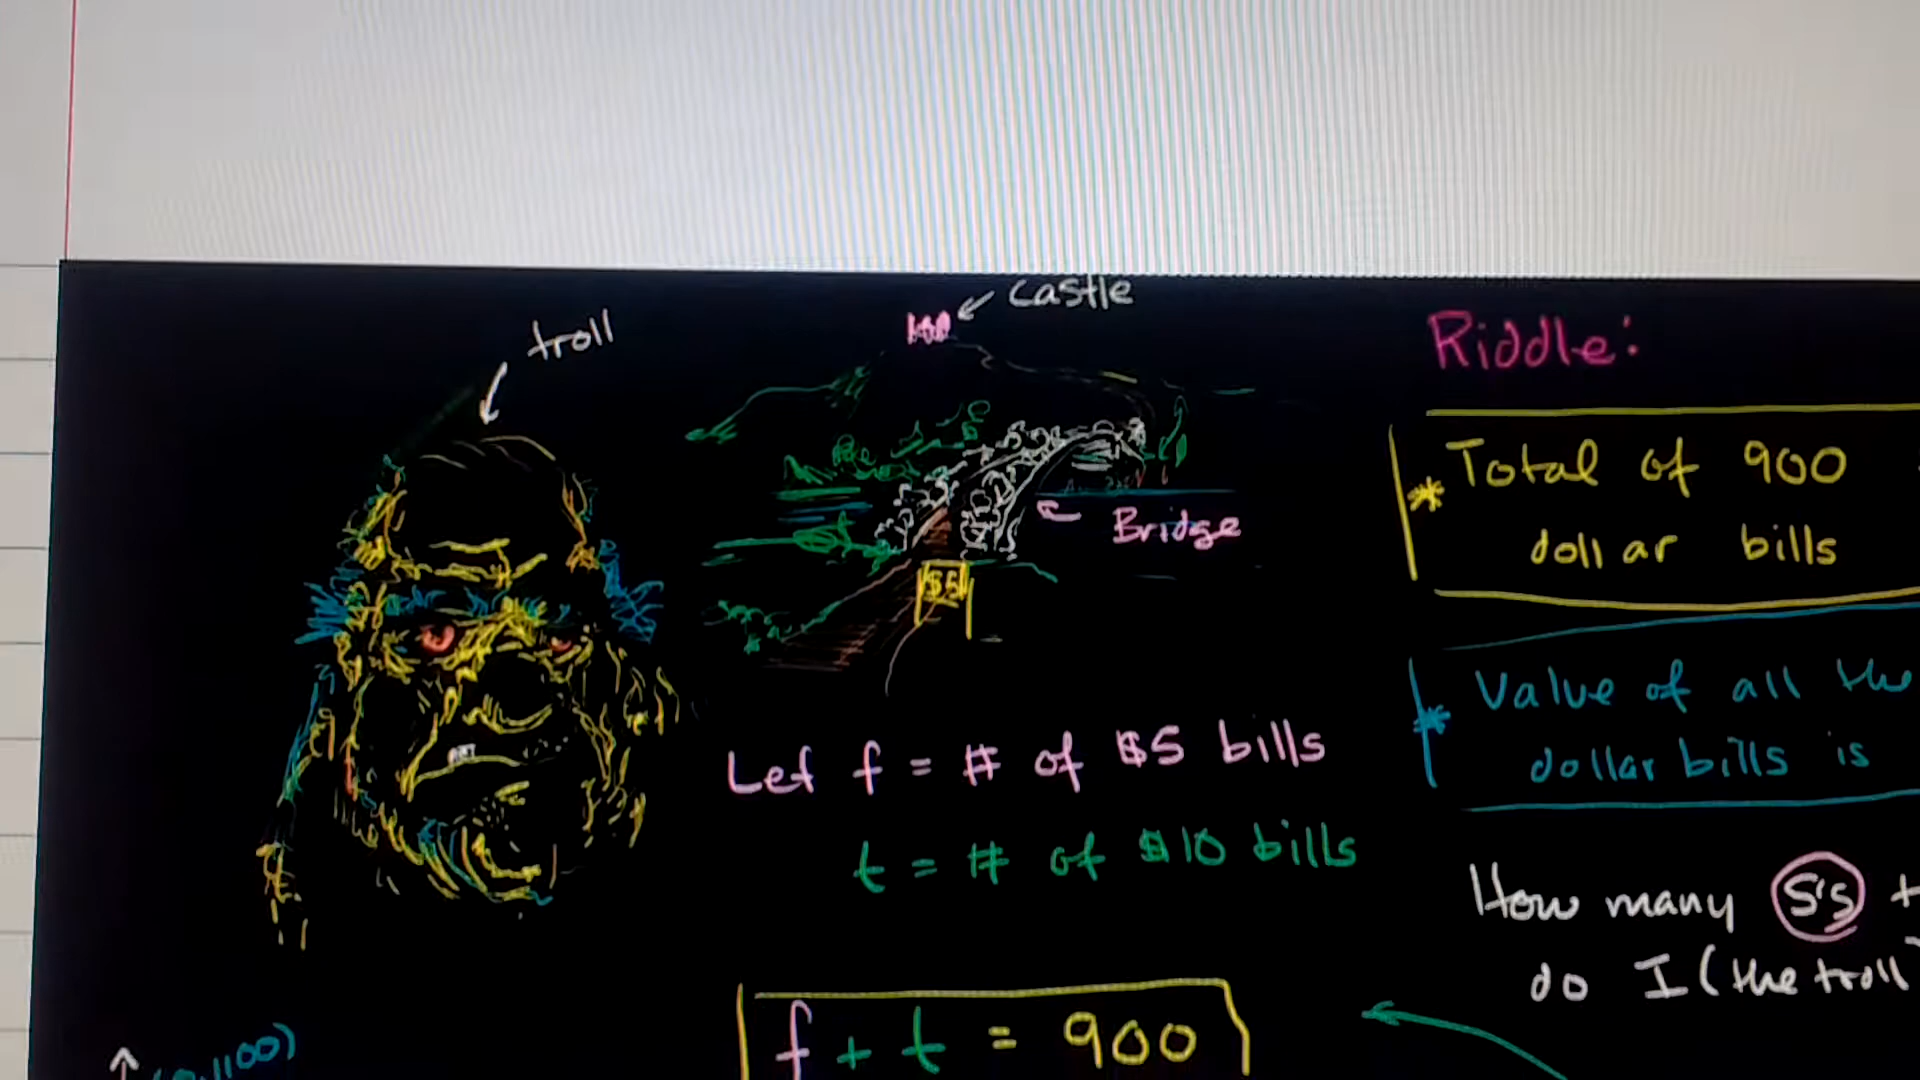 castle
troll
Riddle:
Total of 900
dollar bills
Bridge
$5
Value of all the
dollar bills is
Let f = # of $5 bills
t = # of $10 bills
How many 5's
do I (the troll
f + t = 900